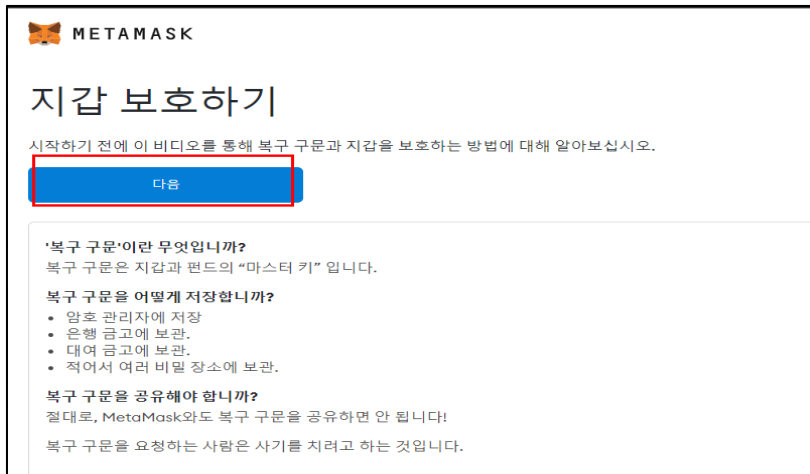 METAMASK
지갑 보호하기
시작하기 전에 이 비디오를 통해 복구 구문과 지갑을 보호하는 방법에 대해 알아보십시오.
다음
'복구 구문'이란 무엇입니까?
복구 구문은 지갑과 펀드의 “마스터 키” 입니다.
복구 구문을 어떻게 저장합니까?
• 암호 관리자에 저장
• 은행 금고에 보관.
• 대여 금고에 보관.
• 적어서 여러 비밀 장소에 보관.
복구 구문을 공유해야 합니까?
절대로, MetaMask와도 복구 구문을 공유하면 안 됩니다!
복구 구문을 요청하는 사람은 사기를 치려고 하는 것입니다.